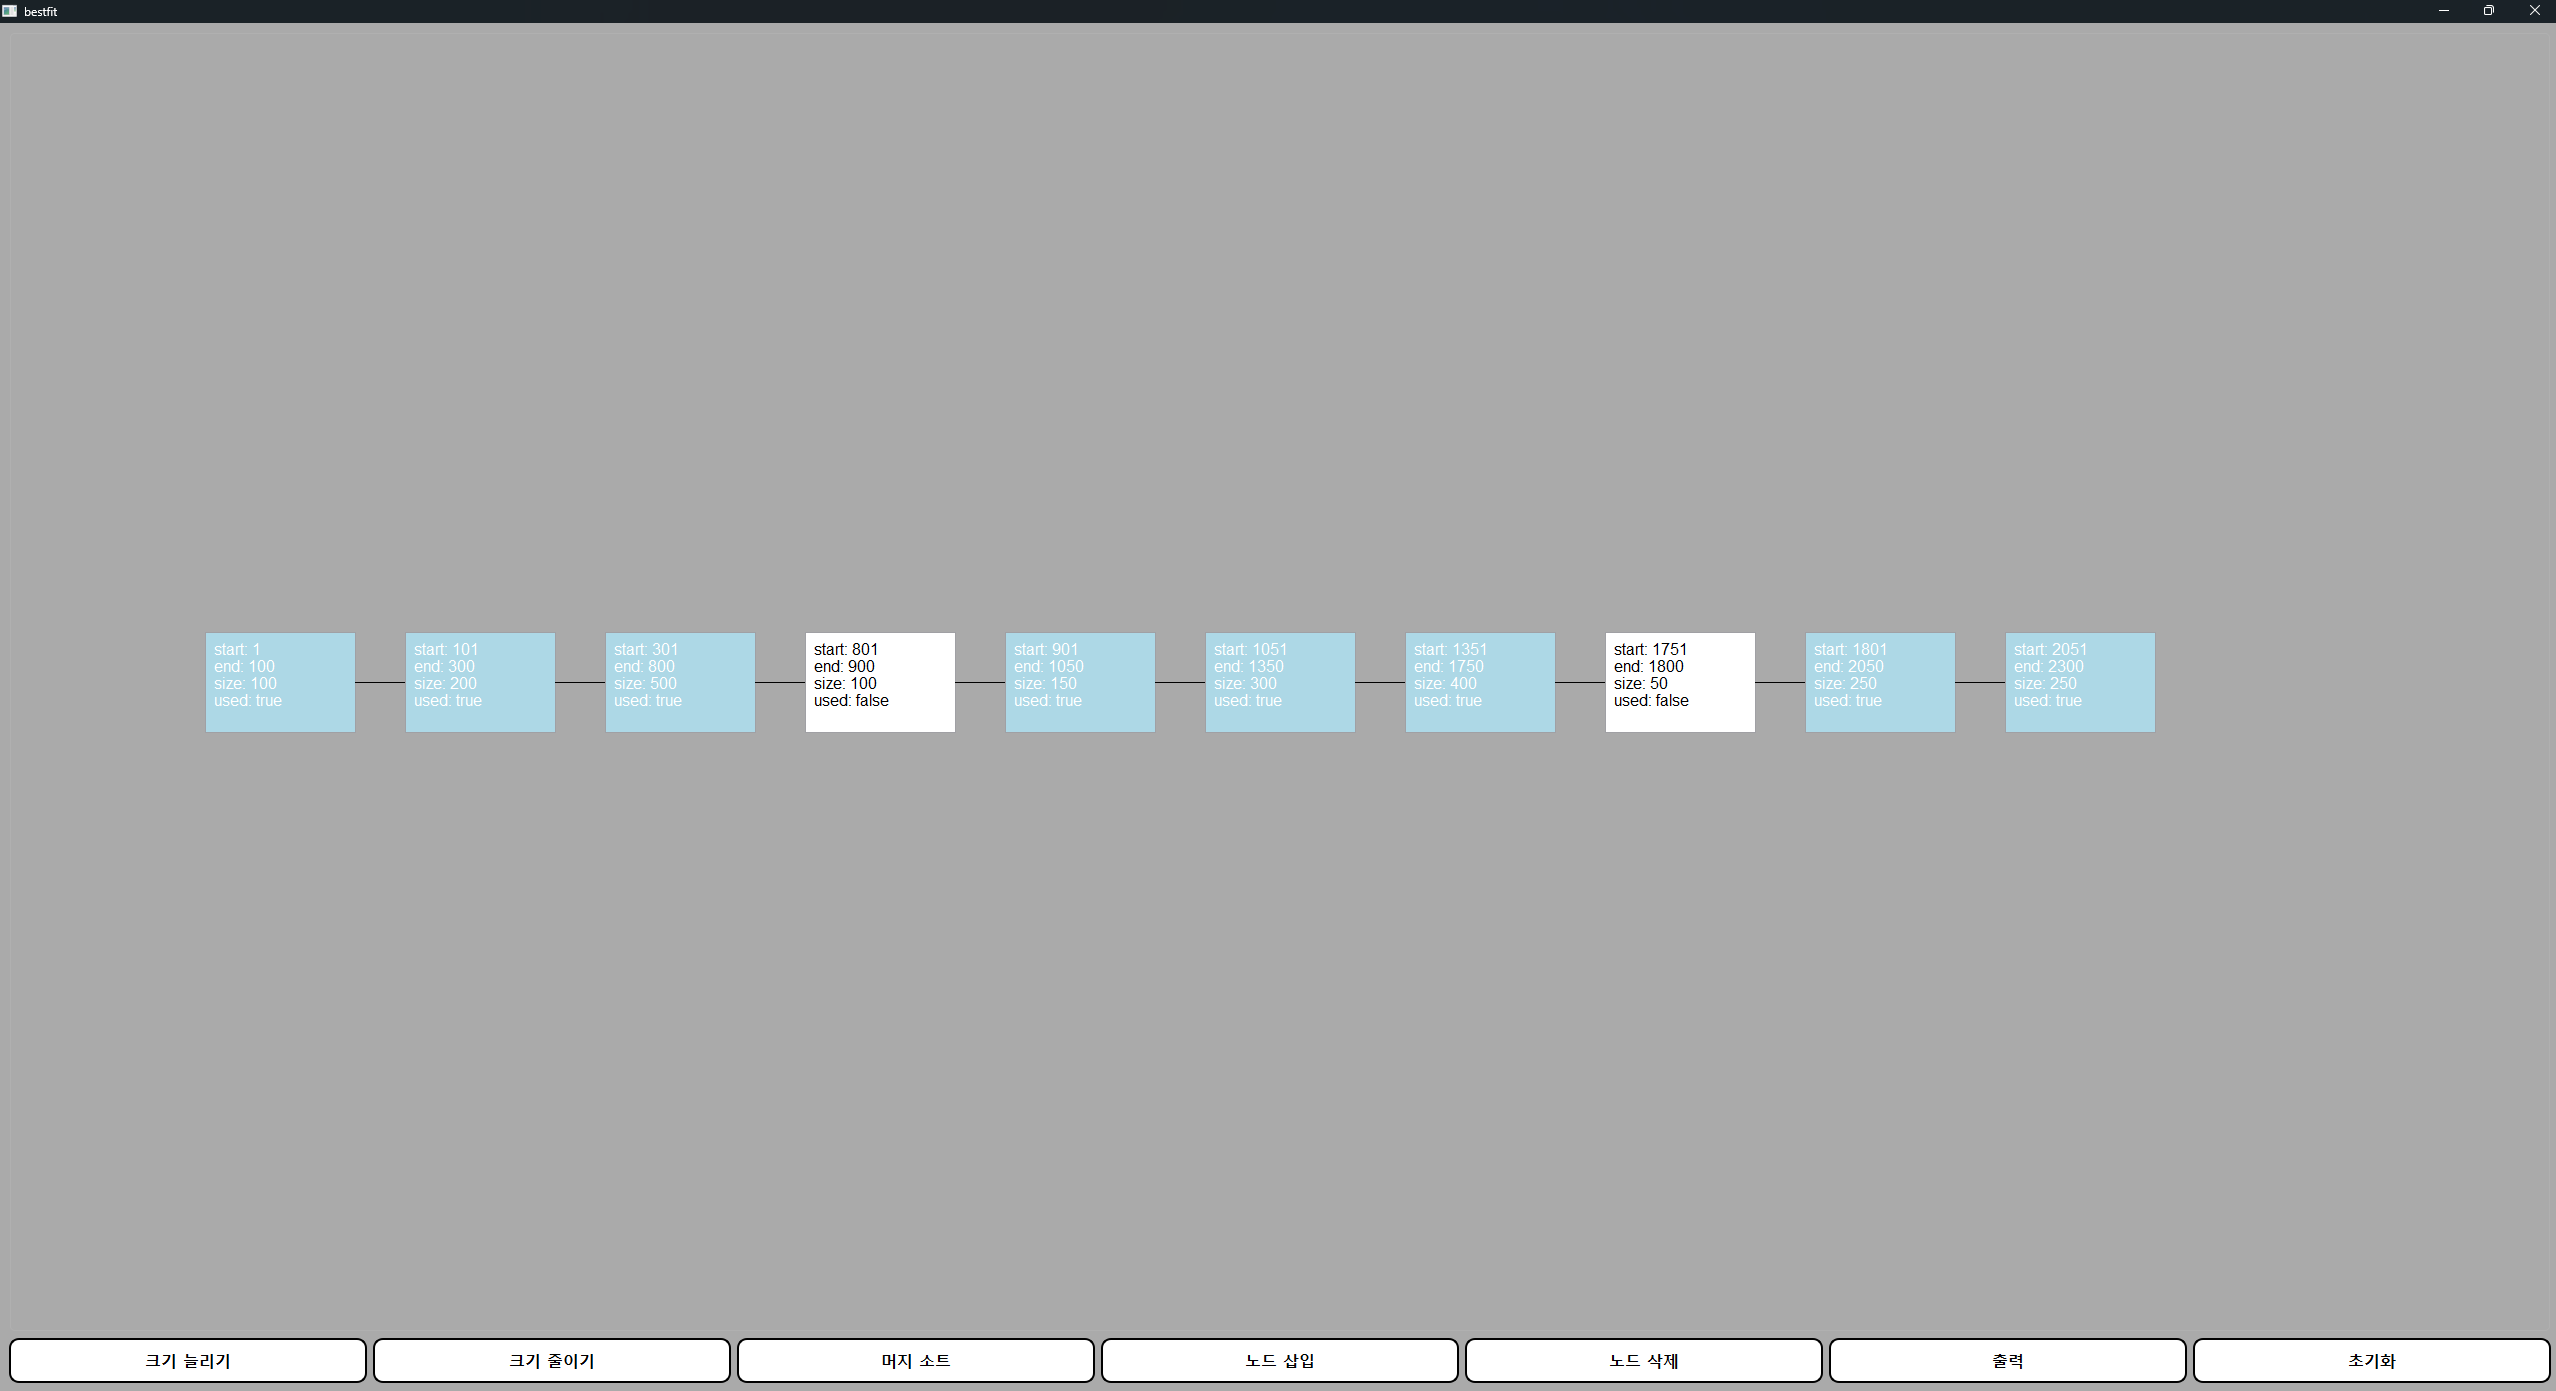 bestfit
start: 1
end: 100
size: 100
used: true
start: 101
end: 300
size: 200
used: true
start: 301
end: 800
size: 500
used: true
start: 801
end: 900
size: 100
used: false
start: 901
end: 1050
size: 150
used: true
start: 1051
end: 1350
size: 300
used: true
start: 1351
end: 1750
size: 400
used: true
start: 1751
end: 1800
size: 50
used: false
start: 1801
end: 2050
size: 250
used: true
start: 2051
end: 2300
size: 250
used: true
크기 늘리기
크기 줄이기
머지 소트
노드 삽입
노드 삭제
출력
초기화